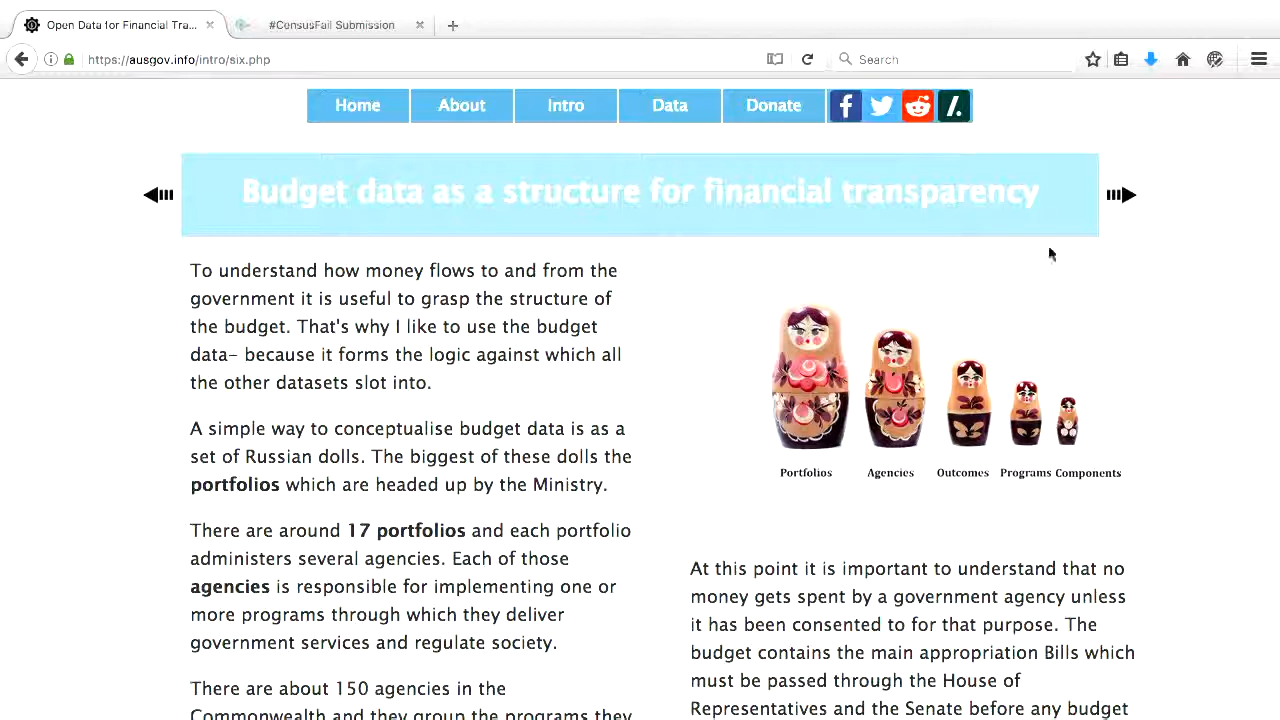 Open Data for Financial Tra...
#CensusFail Submission
https://ausgov.info/intro/six.php
Search
Home
About
Intro
Data
Donate
Budget data as a structure for financial transparency
To understand how money flows to and from the
government it is useful to grasp the structure of
the budget. That's why I like to use the budget
data– because it forms the logic against which all
the other datasets slot into.
A simple way to conceptualise budget data is as a
set of Russian dolls. The biggest of these dolls the
portfolios which are headed up by the Ministry.
There are around 17 portfolios and each portfolio
administers several agencies. Each of those
agencies is responsible for implementing one or
more programs through which they deliver
government services and regulate society.
There are about 150 agencies in the
Commonwealth and they group the programs they
Portfolios
Agencies
Outcomes
Programs
Components
At this point it is important to understand that no
money gets spent by a government agency unless
it has been consented to for that purpose. The
budget contains the main appropriation Bills which
must be passed through the House of
Representatives and the Senate before any budget